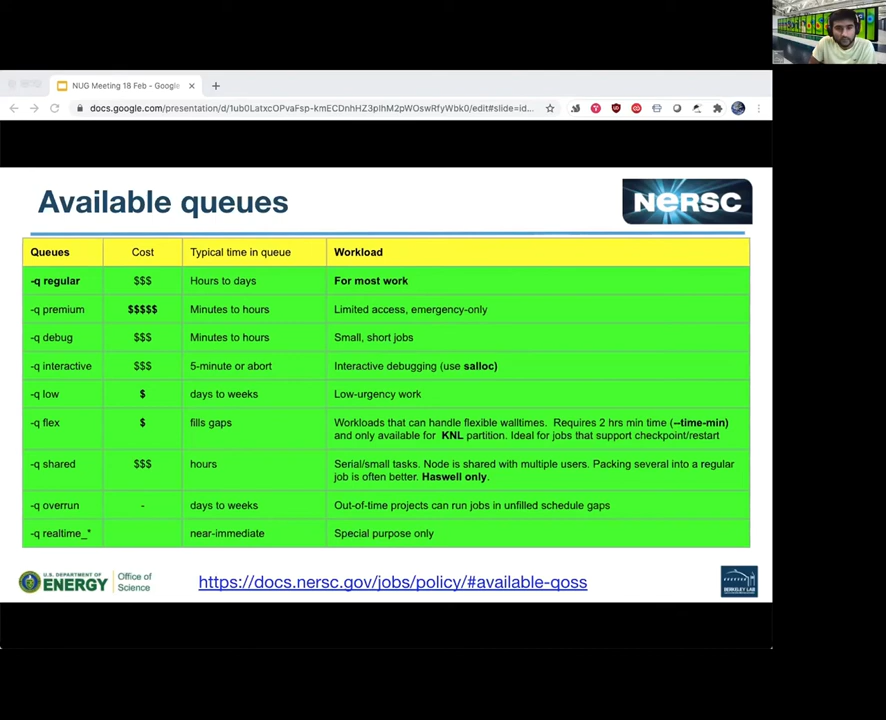 NUG Meeting 18 Feb - Google
docs.google.com/presentation/d/1ub0LatxcOPvaFsp-kmECDnhHZ3pIhM2pWOswRfyWbk0/edit#slide=id...
Available queues
NERSC
Queues Cost Typical time in queue Workload
-q regular $$$ Hours to days For most work
-q premium $$$$$ Minutes to hours Limited access, emergency-only
-q debug $$$ Minutes to hours Small, short jobs
-q interactive $$$ 5-minute or abort Interactive debugging (use salloc)
-q low $ days to weeks Low-urgency work
-q flex $ fills gaps Workloads that can handle flexible walltimes. Requires 2 hrs min time (--time-min)
and only available for KNL partition. Ideal for jobs that support checkpoint/restart
-q shared $$$ hours Serial/small tasks. Node is shared with multiple users. Packing several into a regular
job is often better. Haswell only.
-q overrun - days to weeks Out-of-time projects can run jobs in unfilled schedule gaps
-q realtime_* near-immediate Special purpose only
U.S. DEPARTMENT OF
ENERGY
Office of
Science
https://docs.nersc.gov/jobs/policy/#available-qoss
BERKELEY LAB